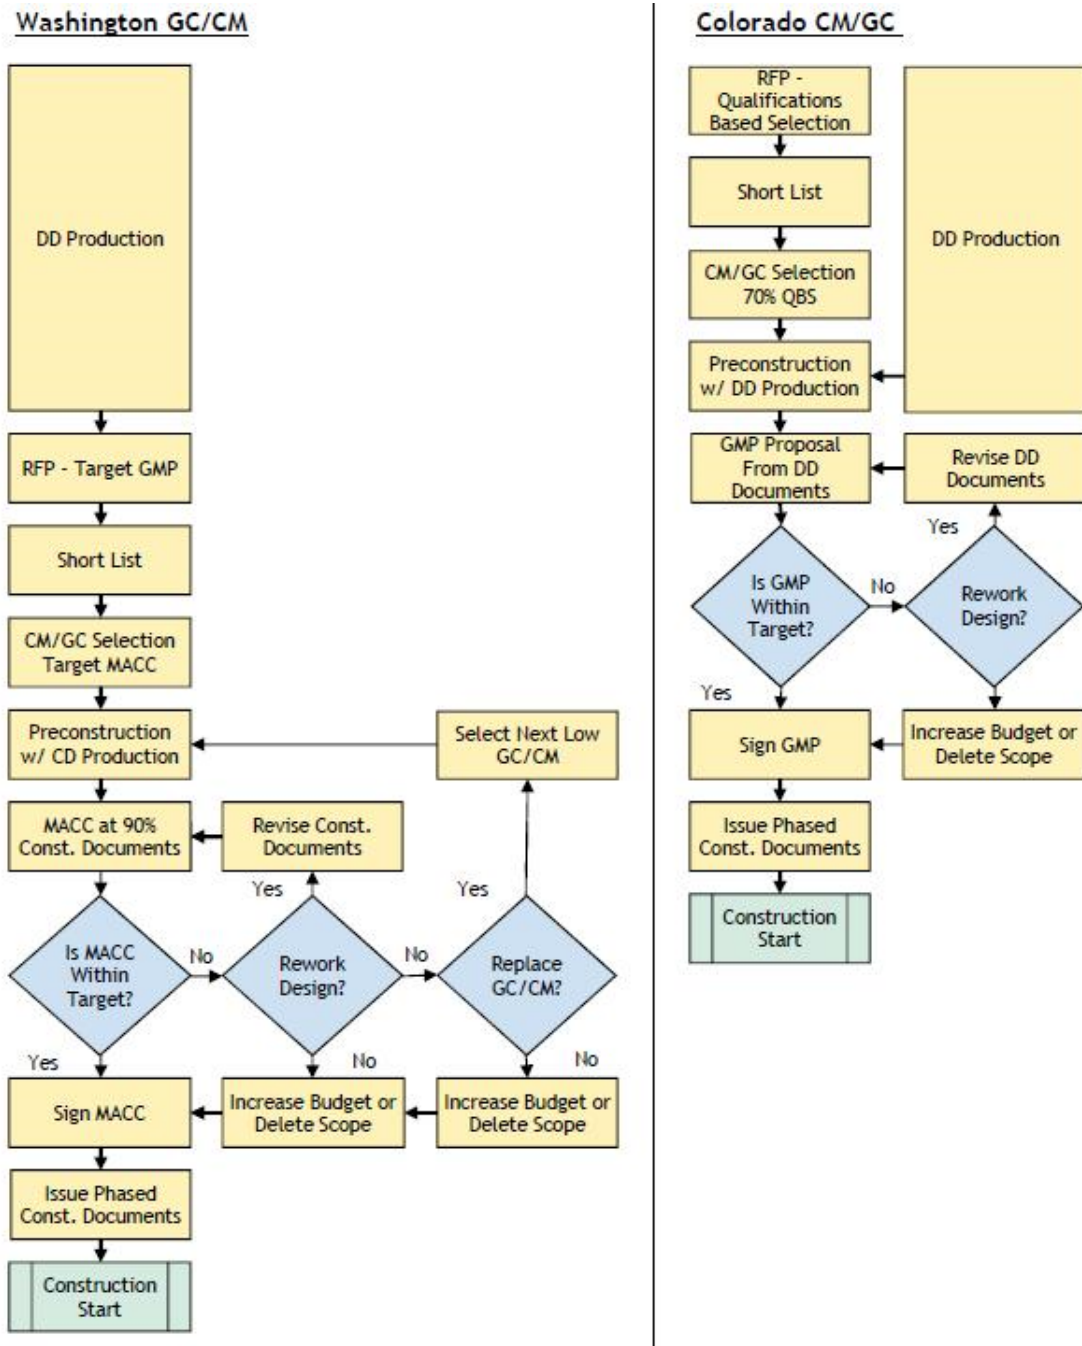 Washington GC/CM
DD Production
RFP - Target GMP
Short List
CM/GC Selection
Target MACC
Preconstruction
w/ CD Production
Select Next Low
GC/CM
MACC at 90%
Const. Documents
Revise Const.
Documents
Yes
Yes
Is MACC
Within
Target?
No
Rework
Design?
No
Replace
GC/CM?
Yes
No
No
Sign MACC
Increase Budget or
Delete Scope
Increase Budget or
Delete Scope
Issue Phased
Const. Documents
Construction
Start
Colorado CM/GC
RFP -
Qualifications
Based Selection
Short List
DD Production
CM/GC Selection
70% QBS
Preconstruction
w/ DD Production
GMP Proposal
From DD
Documents
Revise DD
Documents
Yes
Is GMP
Within
Target?
No
Rework
Design?
Yes
Sign GMP
Increase Budget or
Delete Scope
Issue Phased
Const. Documents
Construction
Start